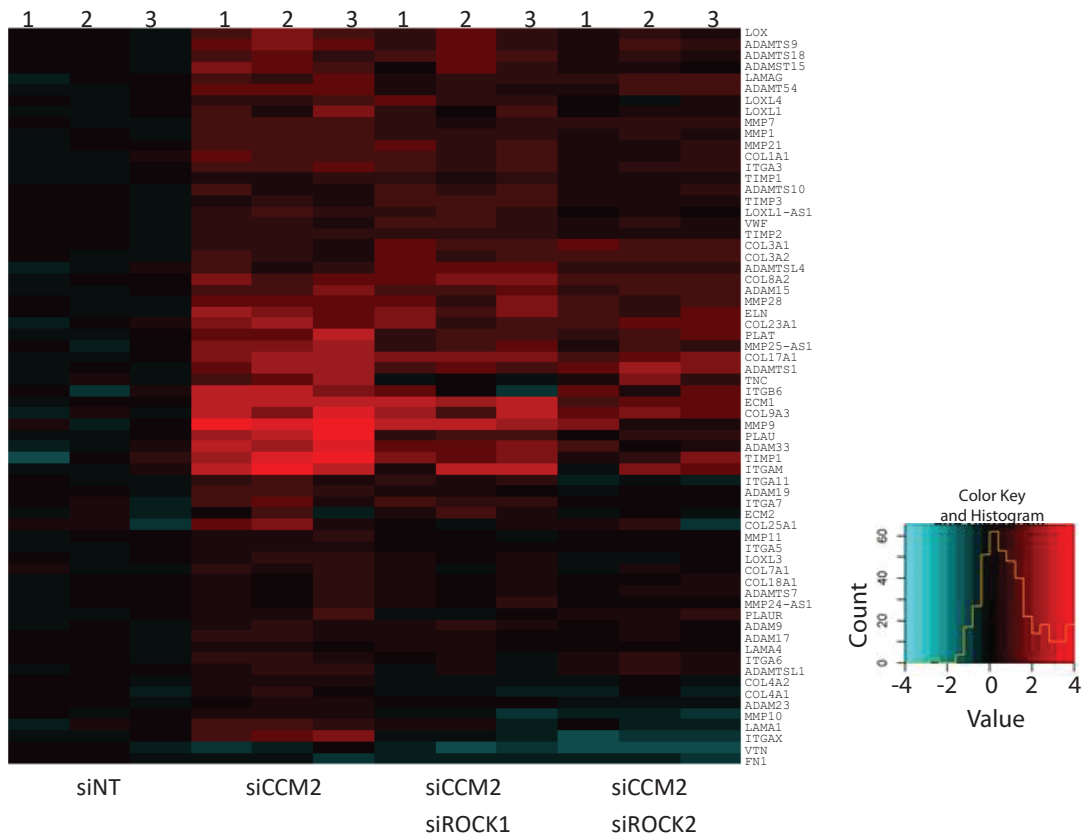 1 2 3 1 2 3 1 2 3 1 2 3
LOX
ADAMTS9
ADAMTS18
ADAMST15
LAMAG
ADAMT54
LOXL4
LOXL1
MMP7
MMP1
MMP21
COL1A1
ITGA3
TIMP1
ADAMTS10
TIMP3
LOXL1-AS1
VWF
TIMP2
COL3A1
COL3A2
ADAMTSL4
COL8A2
ADAM15
MMP28
ELN
COL23A1
PLAT
MMP25-AS1
COL17A1
ADAMTS1
TNC
ITGB6
ECM1
COL9A3
MMP9
PLAU
ADAM33
TIMP1
ITGAM
ITGA11
ADAM19
ITGA7
ECM2
COL25A1
MMP11
ITGA5
LOXL3
COL7A1
COL18A1
ADAMTS7
MMP24-AS1
PLAUR
ADAM9
ADAM17
LAMA4
ITGA6
ADAMTSL1
COL4A2
COL4A1
ADAM23
MMP10
LAMA1
ITGAX
VTN
FN1
siNT siCCM2 siCCM2 siCCM2
siROCK1 siROCK2
Color Key
and Histogram
Count
0 20 40 60
-4 -2 0 2 4
Value